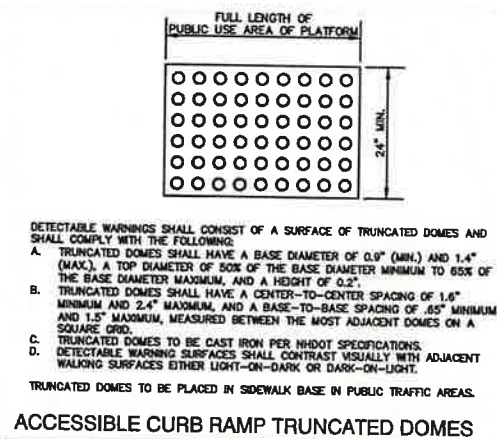 FULL LENGTH OF
PUBLIC USE AREA OF PLATFORM
24" MIN.
DETECTABLE WARNINGS SHALL CONSIST OF A SURFACE OF TRUNCATED DOMES AND
SHALL COMPLY WITH THE FOLLOWING:
A. TRUNCATED DOMES SHALL HAVE A BASE DIAMETER OF 0.9" (MIN.) AND 1.4"
(MAX.), A TOP DIAMETER OF 50% OF THE BASE DIAMETER MINIMUM TO 65% OF
THE BASE DIAMETER MAXIMUM, AND A HEIGHT OF 0.2".
B. TRUNCATED DOMES SHALL HAVE A CENTER-TO-CENTER SPACING OF 1.6"
MINIMUM AND 2.4" MAXIMUM, AND A BASE-TO-BASE SPACING OF .65" MINIMUM
AND 1.5" MAXIMUM, MEASURED BETWEEN THE MOST ADJACENT DOMES ON A
SQUARE GRID.
C. TRUNCATED DOMES TO BE CAST IRON PER NHDOT SPECIFICATIONS.
D. DETECTABLE WARNING SURFACES SHALL CONTRAST VISUALLY WITH ADJACENT
WALKING SURFACES EITHER LIGHT-ON-DARK OR DARK-ON-LIGHT.
TRUNCATED DOMES TO BE PLACED IN SIDEWALK BASE IN PUBLIC TRAFFIC AREAS.
ACCESSIBLE CURB RAMP TRUNCATED DOMES